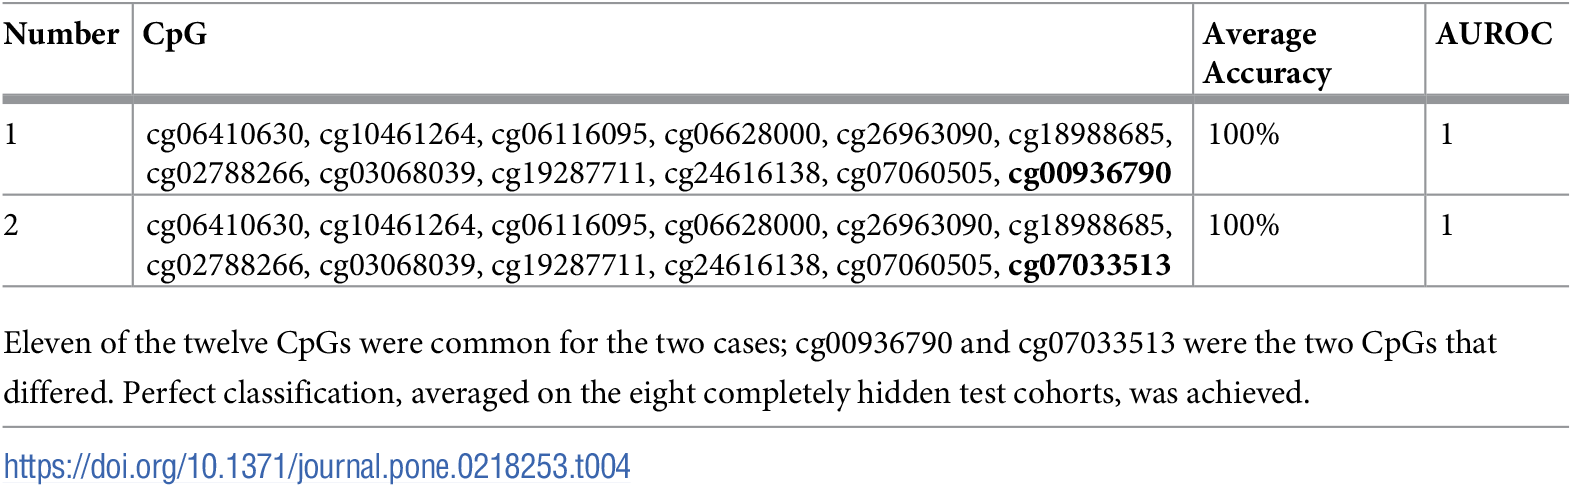 Number CpG Average Accuracy AUROC
1 cg06410630, cg10461264, cg06116095, cg06628000, cg26963090, cg18988685, 100% 1
cg02788266, cg03068039, cg19287711, cg24616138, cg07060505, cg00936790
2 cg06410630, cg10461264, cg06116095, cg06628000, cg26963090, cg18988685, 100% 1
cg02788266, cg03068039, cg19287711, cg24616138, cg07060505, cg07033513
Eleven of the twelve CpGs were common for the two cases; cg00936790 and cg07033513 were the two CpGs that
differed. Perfect classification, averaged on the eight completely hidden test cohorts, was achieved.
https://doi.org/10.1371/journal.pone.0218253.t004